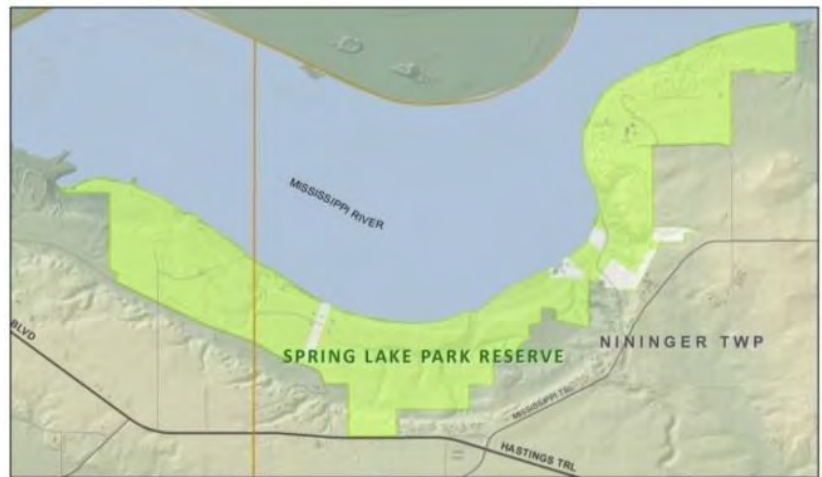 MISSISSIPPI RIVER
SPRING LAKE PARK RESERVE
NININGER TWP
BLVD
MISSISSIPPI TRL
HASTINGS TRL